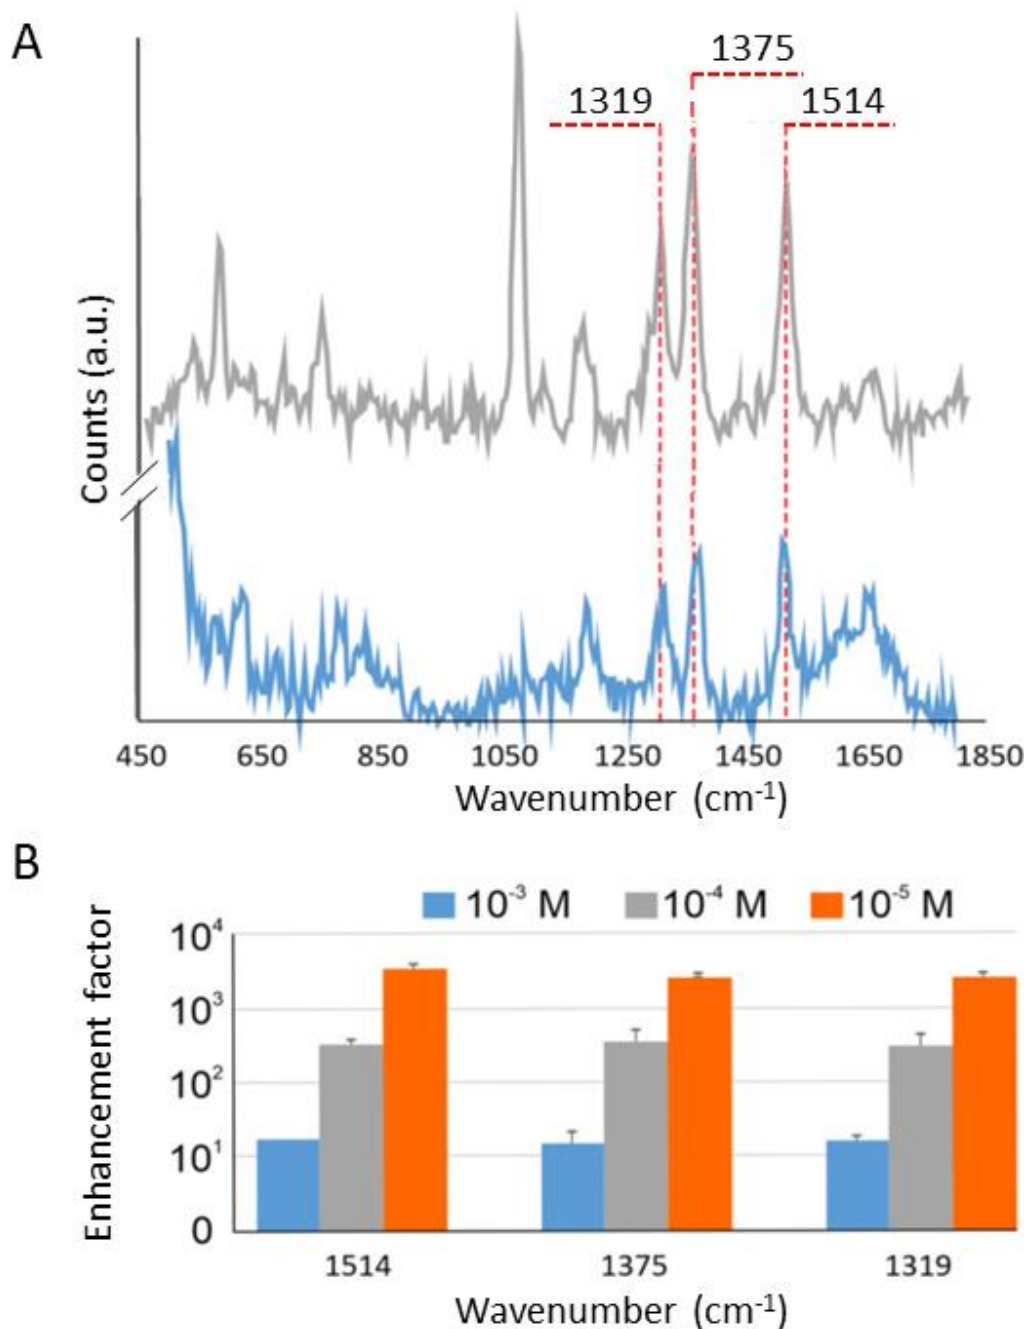 A
1375
1319
1514
Counts (a.u.)
450 650 850 1050 1250 1450 1650 1850
Wavenumber (cm⁻¹)
B
10⁻³ M 10⁻⁴ M 10⁻⁵ M
Enhancement factor
10⁴
10³
10²
10¹
0
1514 1375 1319
Wavenumber (cm⁻¹)